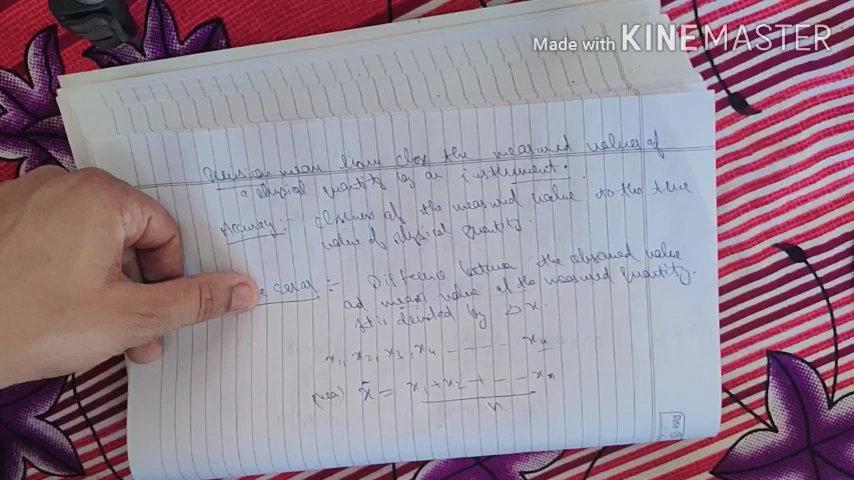 Made with KINEMASTER
Precision mean how close the measured values of
a physical quantity by an instrument.
Accuracy :- closeness of the measured value to the true
value of physical quantity.
error :- Difference between the observed value
and mean value of the measured quantity.
It is denoted by Δx.
x₁, x₂, x₃, x₄ - - - - xn
mean) x̄ = x₁+x₂+ - - xn
n